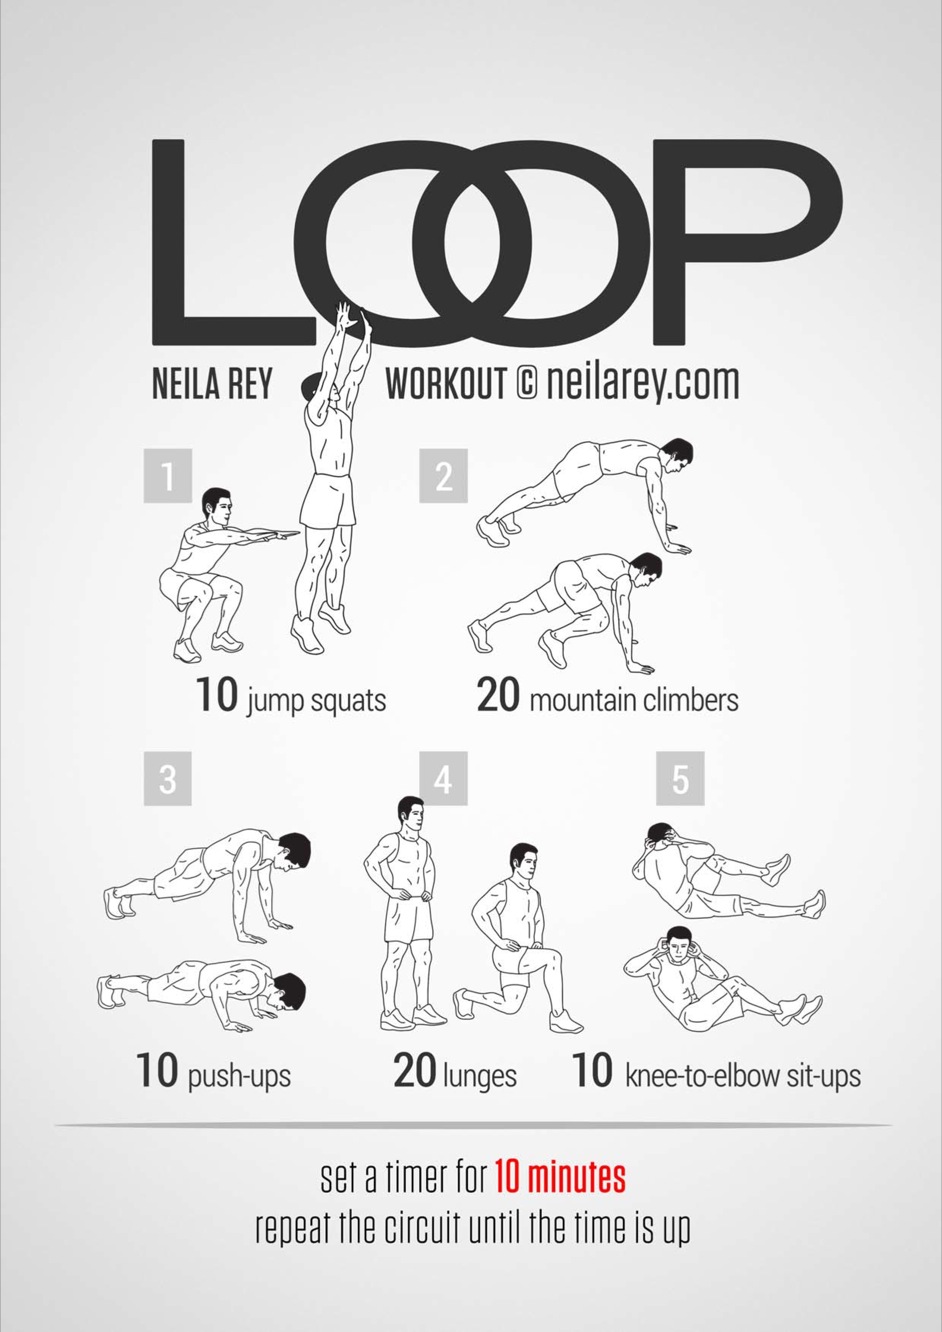 LOOP
NEILA REY WORKOUT © neilarey.com
1
10 jump squats
2
20 mountain climbers
3
10 push-ups
4
20 lunges
5
10 knee-to-elbow sit-ups
set a timer for 10 minutes
repeat the circuit until the time is up